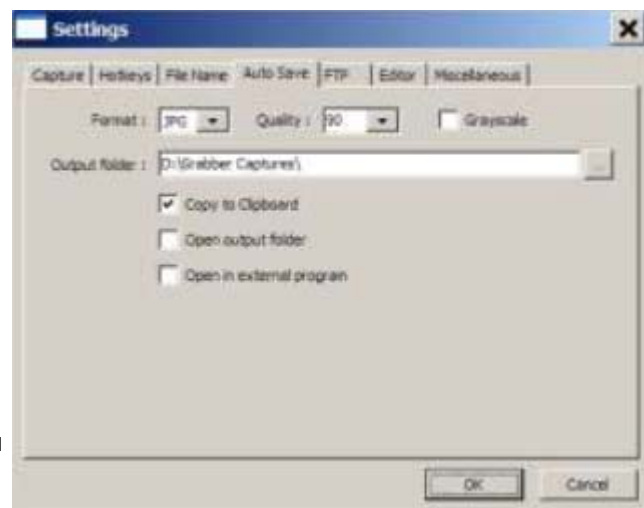 Settings
Capture Hotkeys File Name Auto Save FTP Editor Miscellaneous
Format : JPG Quality : 90 Grayscale
Output folder : D:\Grabber Captures\ ...
Copy to Clipboard
Open output folder
Open in external program
OK Cancel